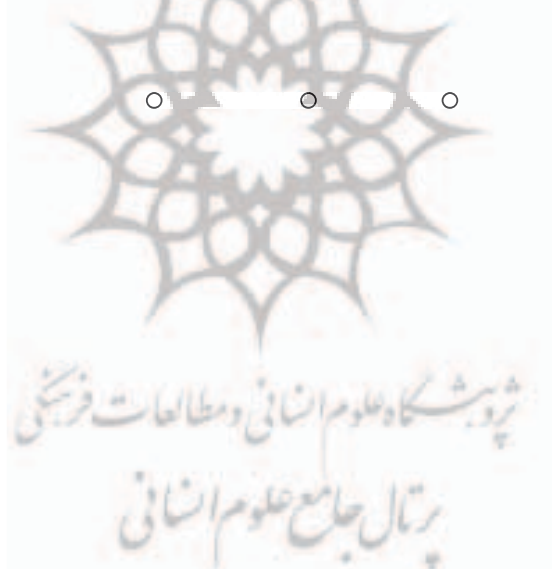 پژوهشگاه علوم انسانی و مطالعات فرهنگی
پرتال جامع علوم انسانی